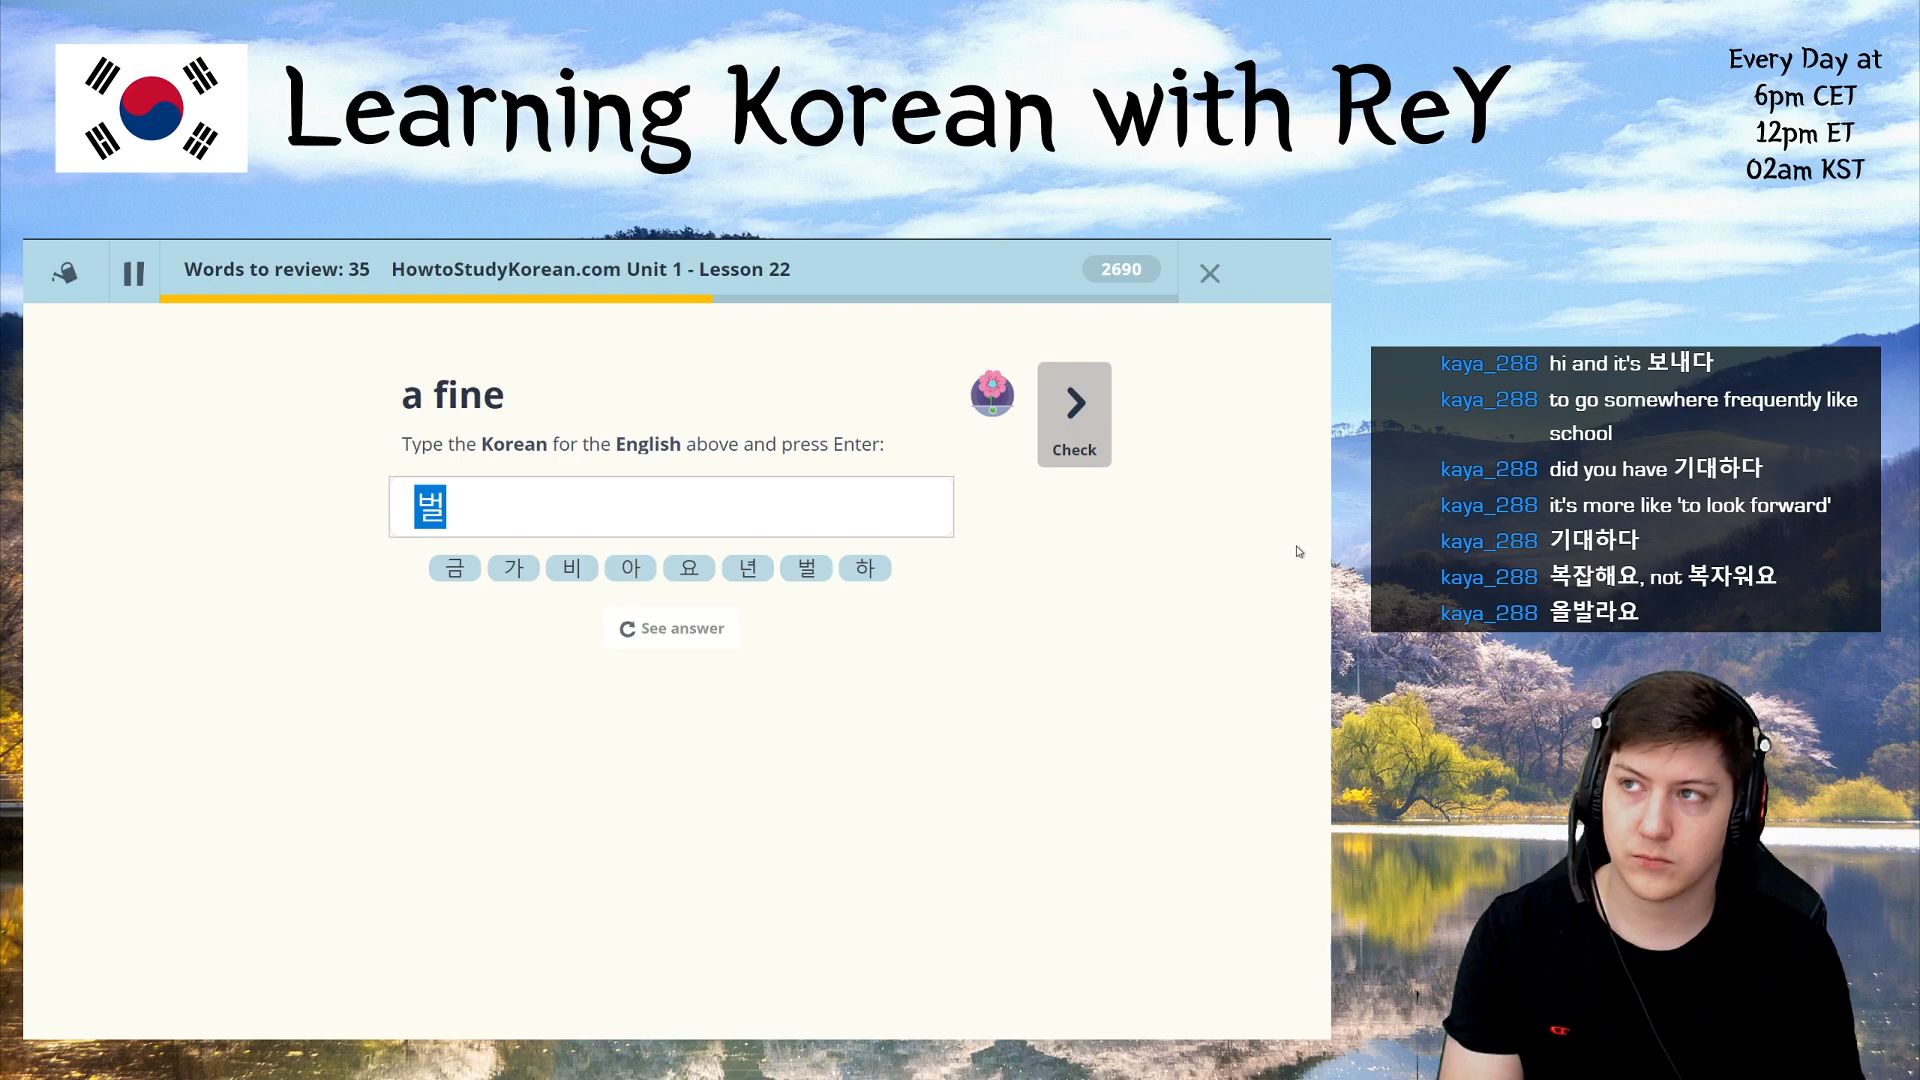 Learning Korean with ReY
Every Day at
6pm CET
12pm ET
02am KST
Words to review: 35 HowtoStudyKorean.com Unit 1 - Lesson 22
2690
a fine
Type the Korean for the English above and press Enter:
벌
금 가 비 아 요 년 벌 하
See answer
Check
kaya_288 hi and it's 보내다
kaya_288 to go somewhere frequently like
school
kaya_288 did you have 기대하다
kaya_288 it's more like 'to look forward'
kaya_288 기대하다
kaya_288 복잡해요, not 복자워요
kaya_288 올발라요